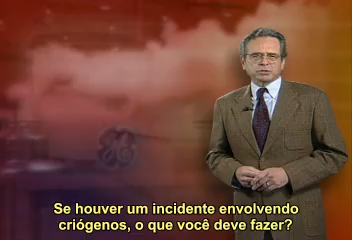 Se houver um incidente envolvendo
criógenos, o que você deve fazer?